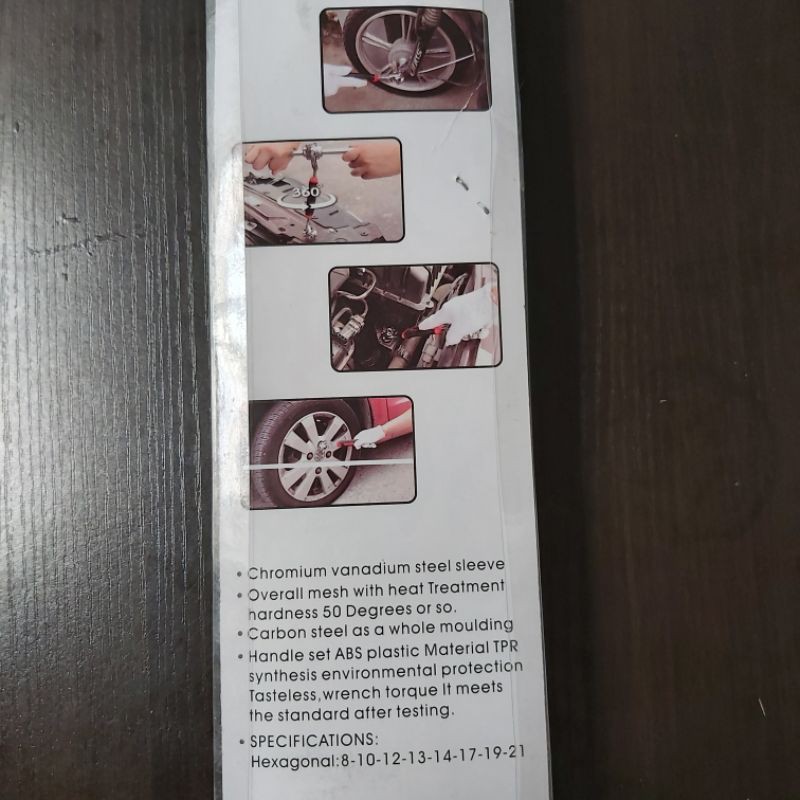 360°
• Chromium vanadium steel sleeve
• Overall mesh with heat Treatment
hardness 50 Degrees or so.
• Carbon steel as a whole moulding
• Handle set ABS plastic Material TPR
synthesis environmental protection
Tasteless,wrench torque It meets
the standard after testing.
• SPECIFICATIONS:
Hexagonal:8-10-12-13-14-17-19-21